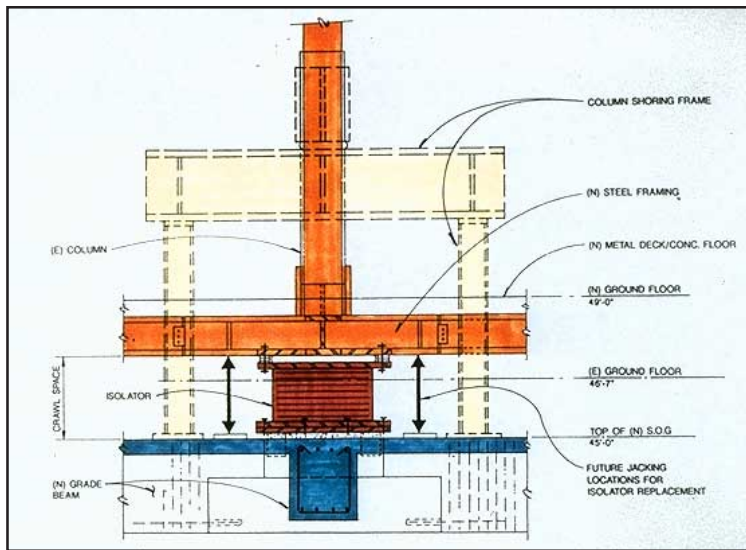 COLUMN SHORING FRAME
(N) STEEL FRAMING
(E) COLUMN
(N) METAL DECK/CONC. FLOOR
(N) GROUND FLOOR
49'-0"
CRAWL SPACE
(E) GROUND FLOOR
46'-7"
ISOLATOR
TOP OF (N) S.O.G
45'-0"
(N) GRADE
BEAM
FUTURE JACKING
LOCATIONS FOR
ISOLATOR REPLACEMENT